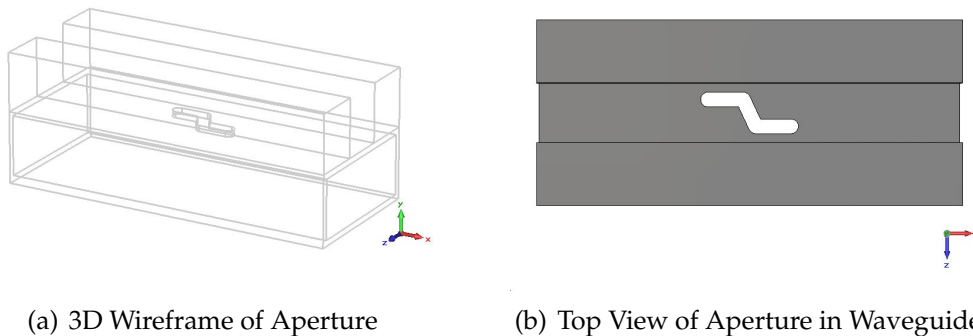 y
x
z
z
(a) 3D Wireframe of Aperture
(b) Top View of Aperture in Waveguide